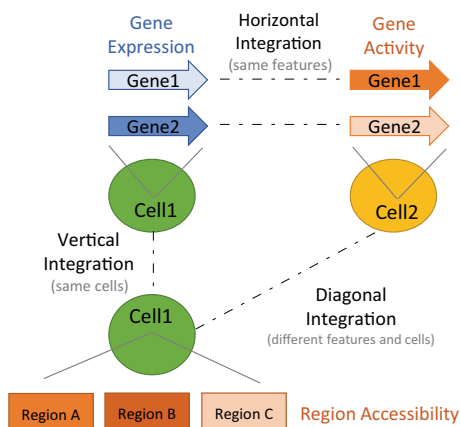 Gene
Expression
Horizontal
Integration
(same features)
Gene
Activity
Gene1
Gene1
Gene2
Gene2
Cell1
Cell2
Vertical
Integration
(same cells)
Cell1
Diagonal
Integration
(different features and cells)
Region A
Region B
Region C
Region Accessibility